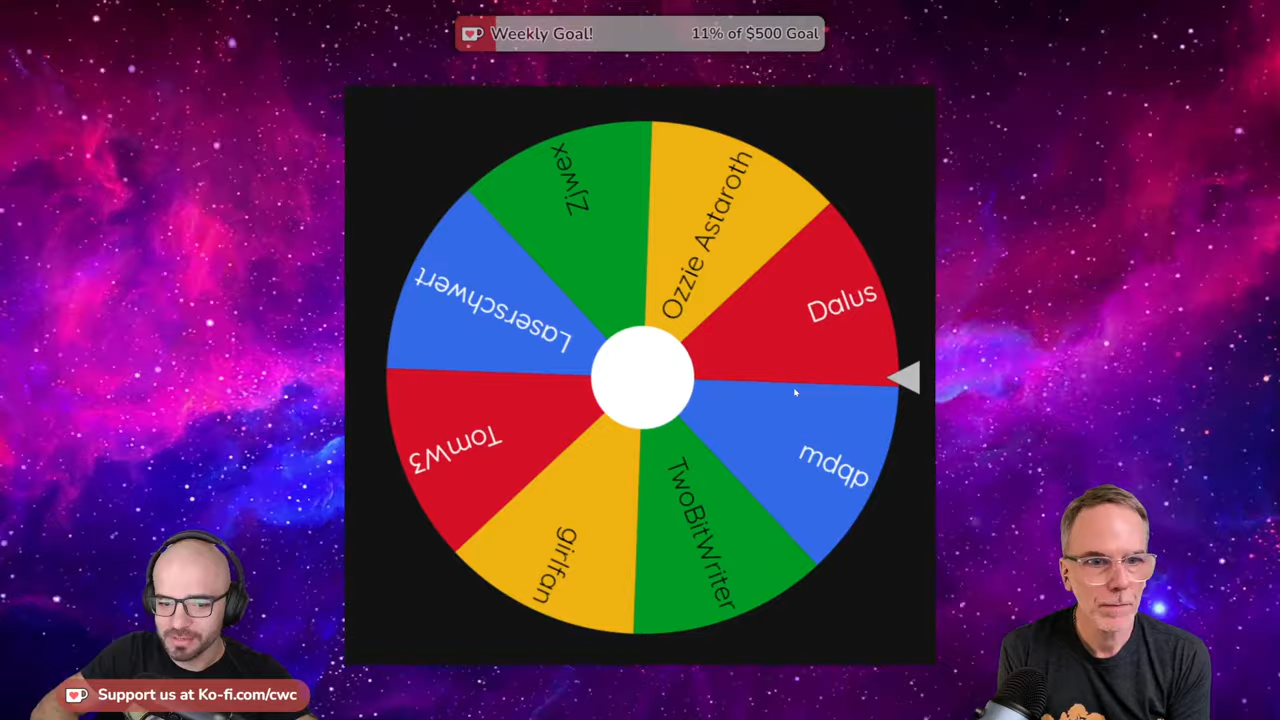 Weekly Goal!
11% of $500 Goal
Zjwex
Ozzie Astaroth
Dalus
mdqp
TwoBitWriter
girlfan
TomW3
Laserschwert
Support us at Ko-fi.com/cwc